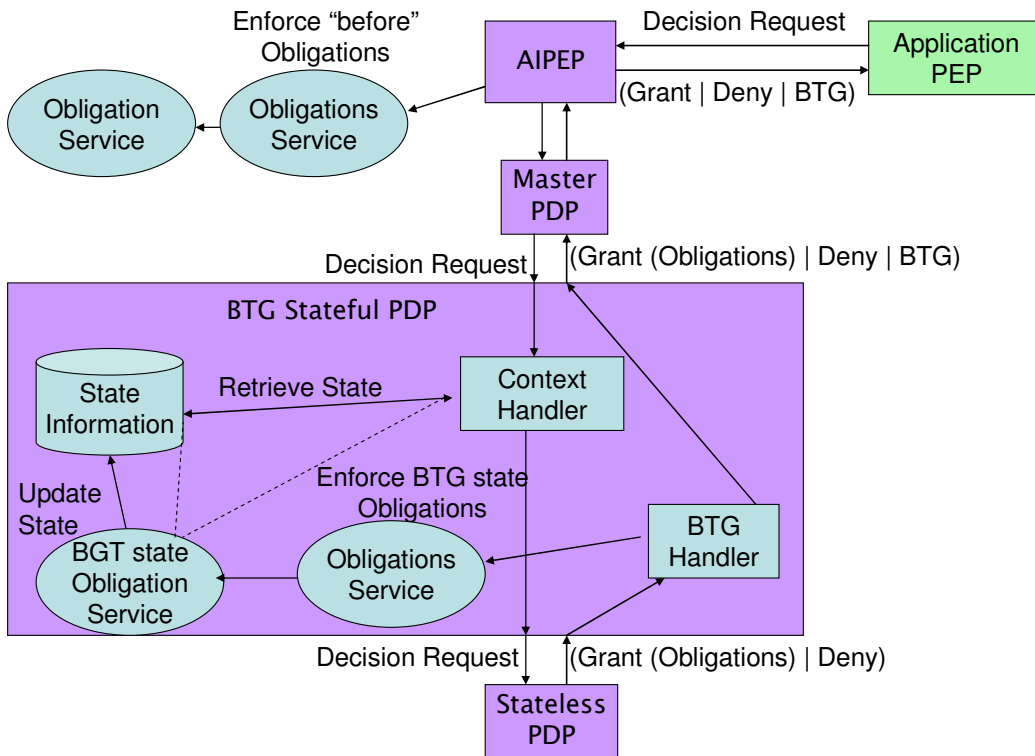 Enforce “before”
Obligations
Decision Request
AIPEP
Application
PEP
(Grant | Deny | BTG)
Obligation
Service
Obligations
Service
Master
PDP
Decision Request
(Grant (Obligations) | Deny | BTG)
BTG Stateful PDP
State
Information
Retrieve State
Context
Handler
Enforce BTG state
Obligations
Update
State
BGT state
Obligation
Service
Obligations
Service
BTG
Handler
Decision Request
(Grant (Obligations) | Deny)
Stateless
PDP